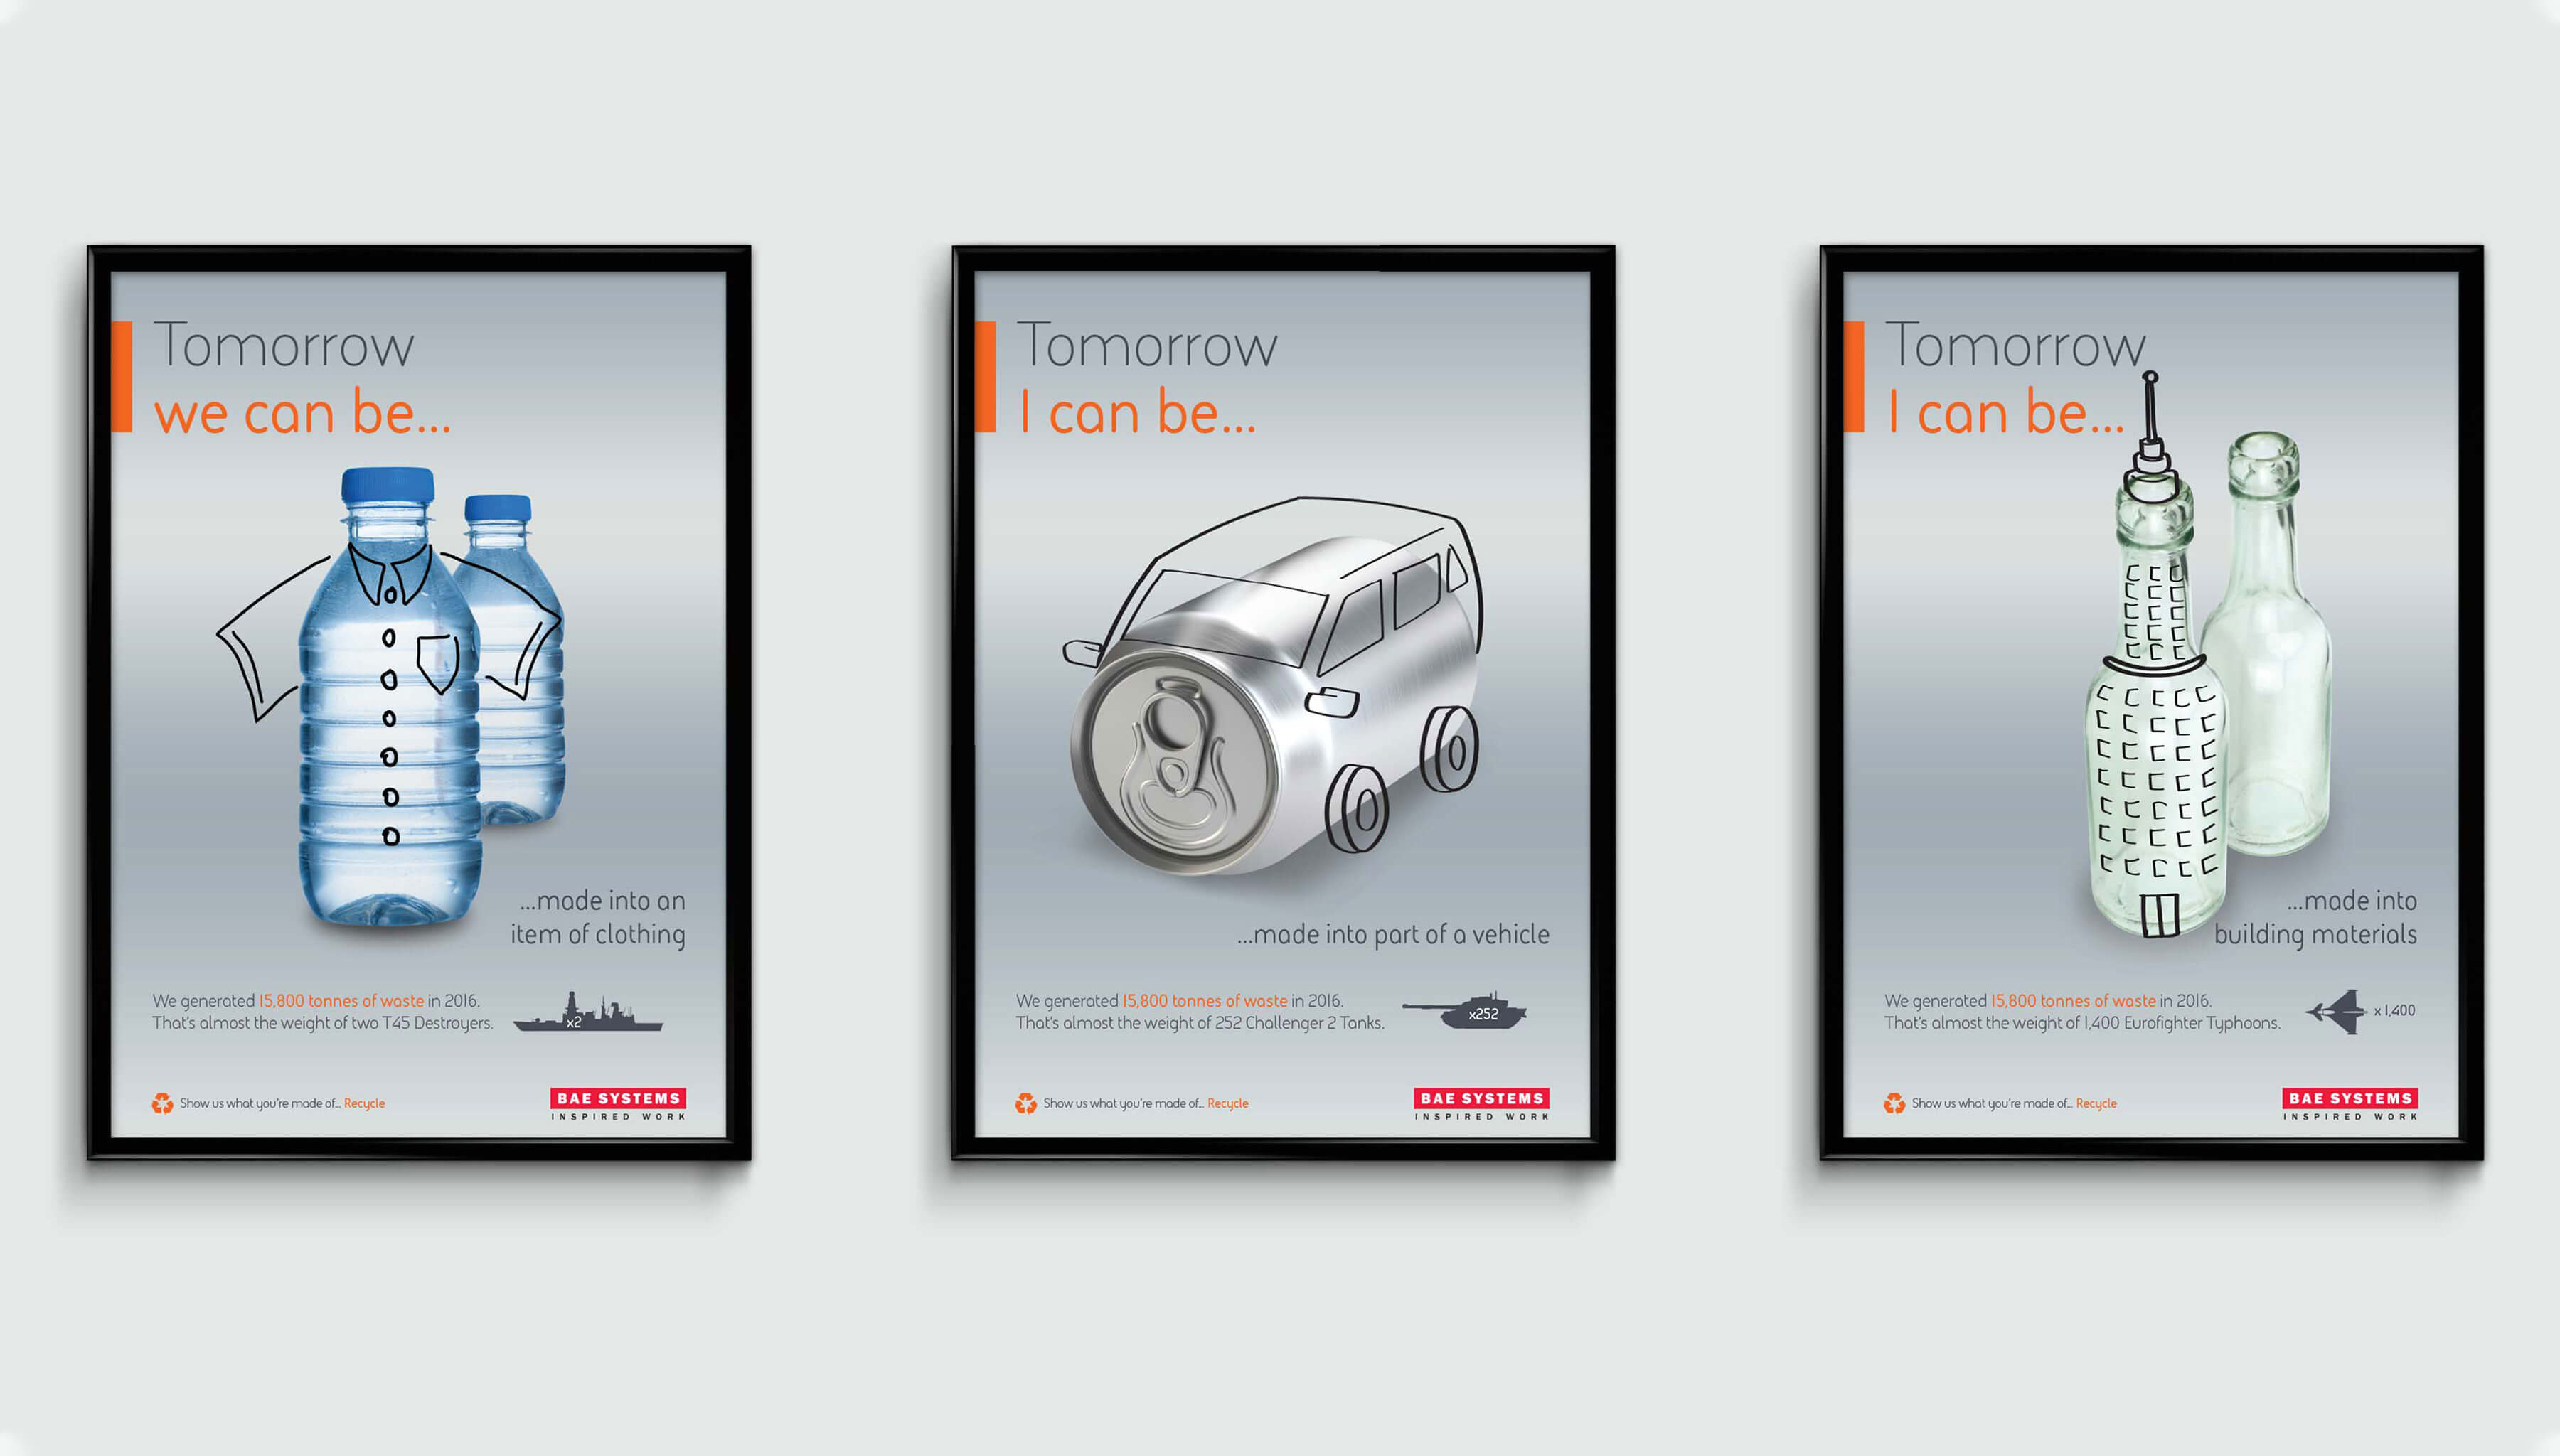 Tomorrow
we can be...
...made into an
item of clothing
We generated 15,800 tonnes of waste in 2016.
That's almost the weight of two T45 Destroyers.
x2
Show us what you're made of... Recycle
BAE SYSTEMS
INSPIRED WORK
Tomorrow
I can be...
...made into part of a vehicle
We generated 15,800 tonnes of waste in 2016.
That's almost the weight of 252 Challenger 2 Tanks.
x252
Show us what you're made of... Recycle
BAE SYSTEMS
INSPIRED WORK
Tomorrow
I can be...
...made into
building materials
We generated 15,800 tonnes of waste in 2016.
That's almost the weight of 1,400 Eurofighter Typhoons.
x 1,400
Show us what you're made of... Recycle
BAE SYSTEMS
INSPIRED WORK